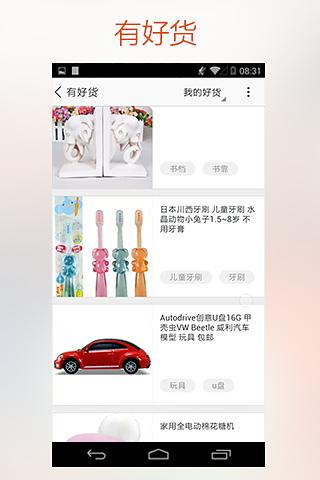 有好货
08:31
有好货
我的好货
书档
书靠
日本川西牙刷 儿童牙刷 水
晶动物小兔子1.5~8岁 不
用牙膏
儿童牙刷
牙刷
Autodrive创意U盘16G 甲
壳虫VW Beetle 威利汽车
模型 玩具 包邮
玩具
u盘
家用全电动棉花糖机